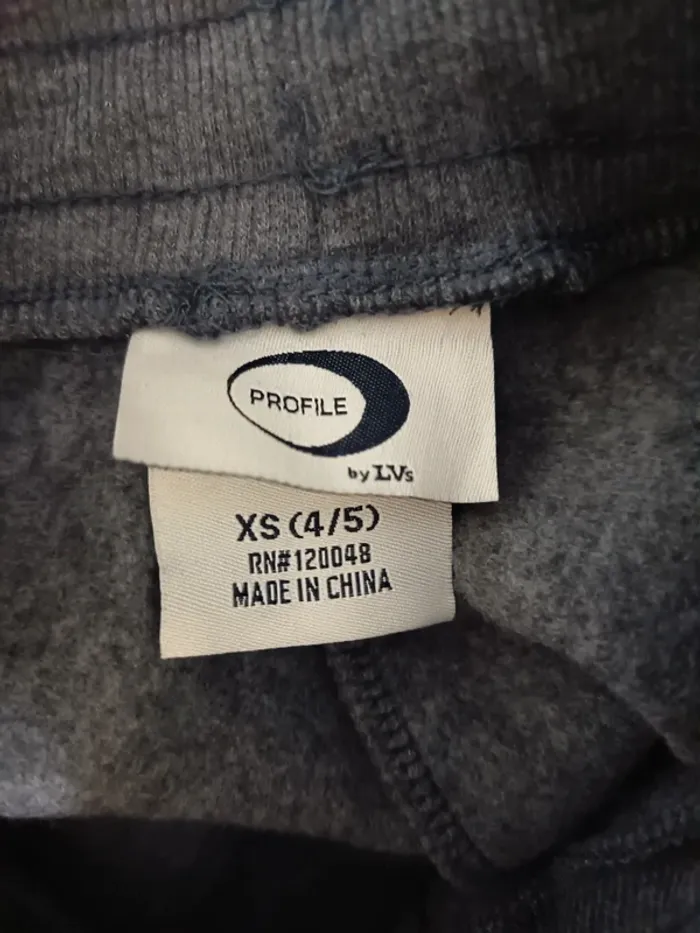 PROFILE
by LVs
XS (4/5)
RN#120048
MADE IN CHINA